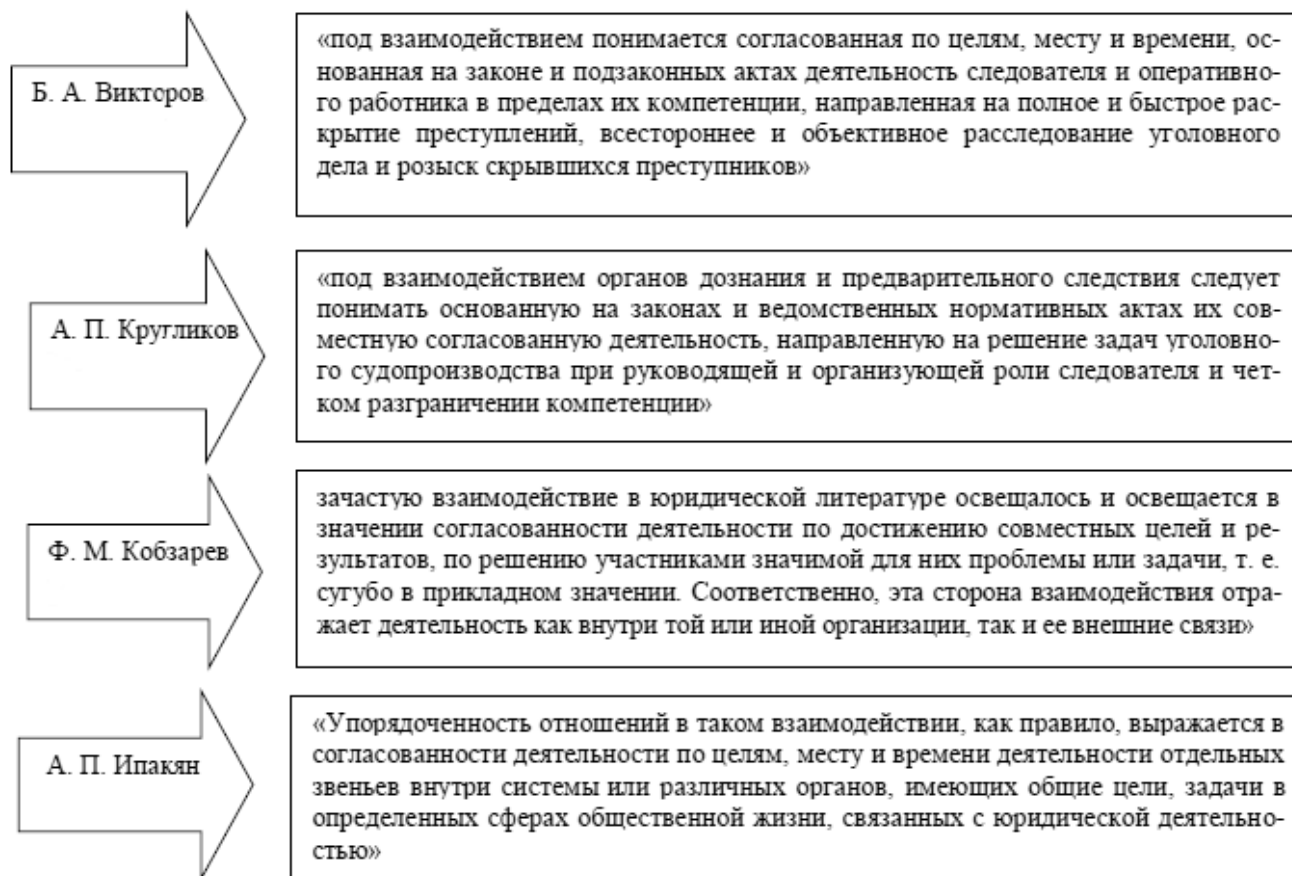 Б. А. Викторов
«под взаимодействием понимается согласованная по целям, месту и времени, ос-
нованная на законе и подзаконных актах деятельность следователя и оперативно-
го работника в пределах их компетенции, направленная на полное и быстрое рас-
крытие преступлений, всестороннее и объективное расследование уголовного
дела и розыск скрывшихся преступников»
А. П. Кругликов
«под взаимодействием органов дознания и предварительного следствия следует
понимать основанную на законах и ведомственных нормативных актах их сов-
местную согласованную деятельность, направленную на решение задач уголовно-
го судопроизводства при руководящей и организующей роли следователя и чет-
ком разграничении компетенции»
Ф. М. Кобзарев
зачастую взаимодействие в юридической литературе освещалось и освещается в
значении согласованности деятельности по достижению совместных целей и ре-
зультатов, по решению участниками значимой для них проблемы или задачи, т. е.
сугубо в прикладном значении. Соответственно, эта сторона взаимодействия отра-
жает деятельность как внутри той или иной организации, так и ее внешние связи»
А. П. Ипакян
«Упорядоченность отношений в таком взаимодействии, как правило, выражается в
согласованности деятельности по целям, месту и времени деятельности отдельных
звеньев внутри системы или различных органов, имеющих общие цели, задачи в
определенных сферах общественной жизни, связанных с юридической деятельно-
стью»